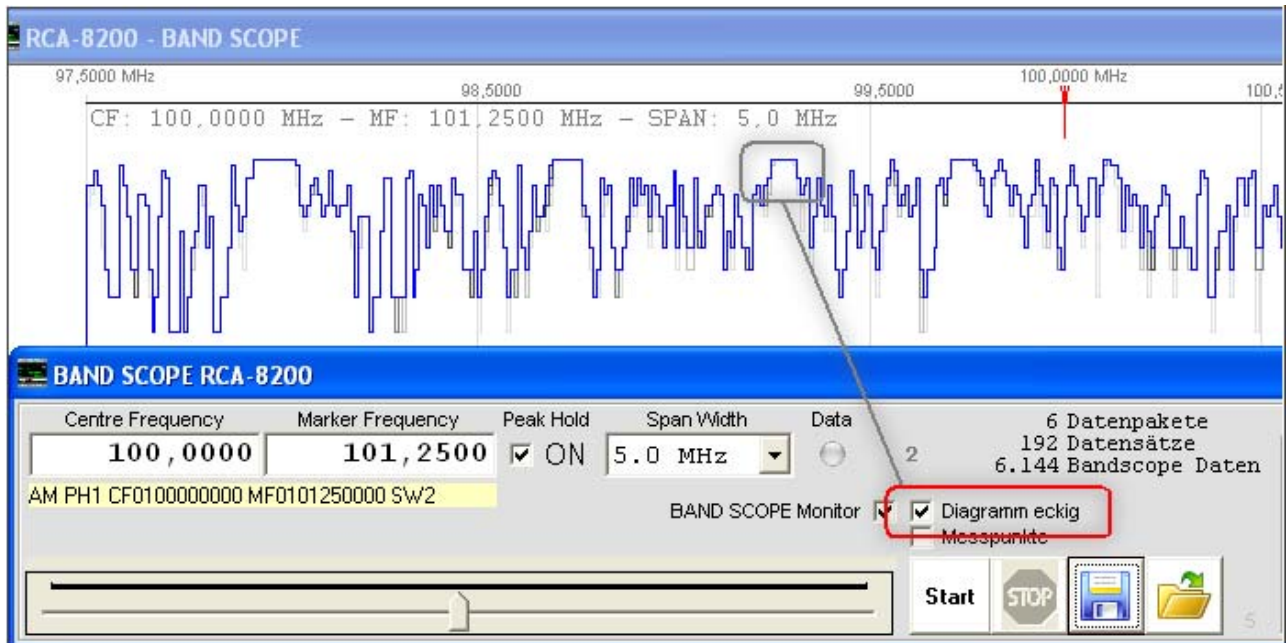 RCA-8200 - BAND SCOPE
97,5000 MHz
98,5000
99,5000
100,0000 MHz
CF: 100,0000 MHz – MF: 101,2500 MHz – SPAN: 5,0 MHz
BAND SCOPE RCA-8200
Centre Frequency
Marker Frequency
Peak Hold
Span Width
Data
100,0000
101,2500
ON
5.0 MHz
2
6 Datenpakete
192 Datensätze
6.144 Bandscope Daten
AM PH1 CF0100000000 MF0101250000 SW2
BAND SCOPE Monitor
Diagramm eckig
Messpunkte
Start
STOP
5